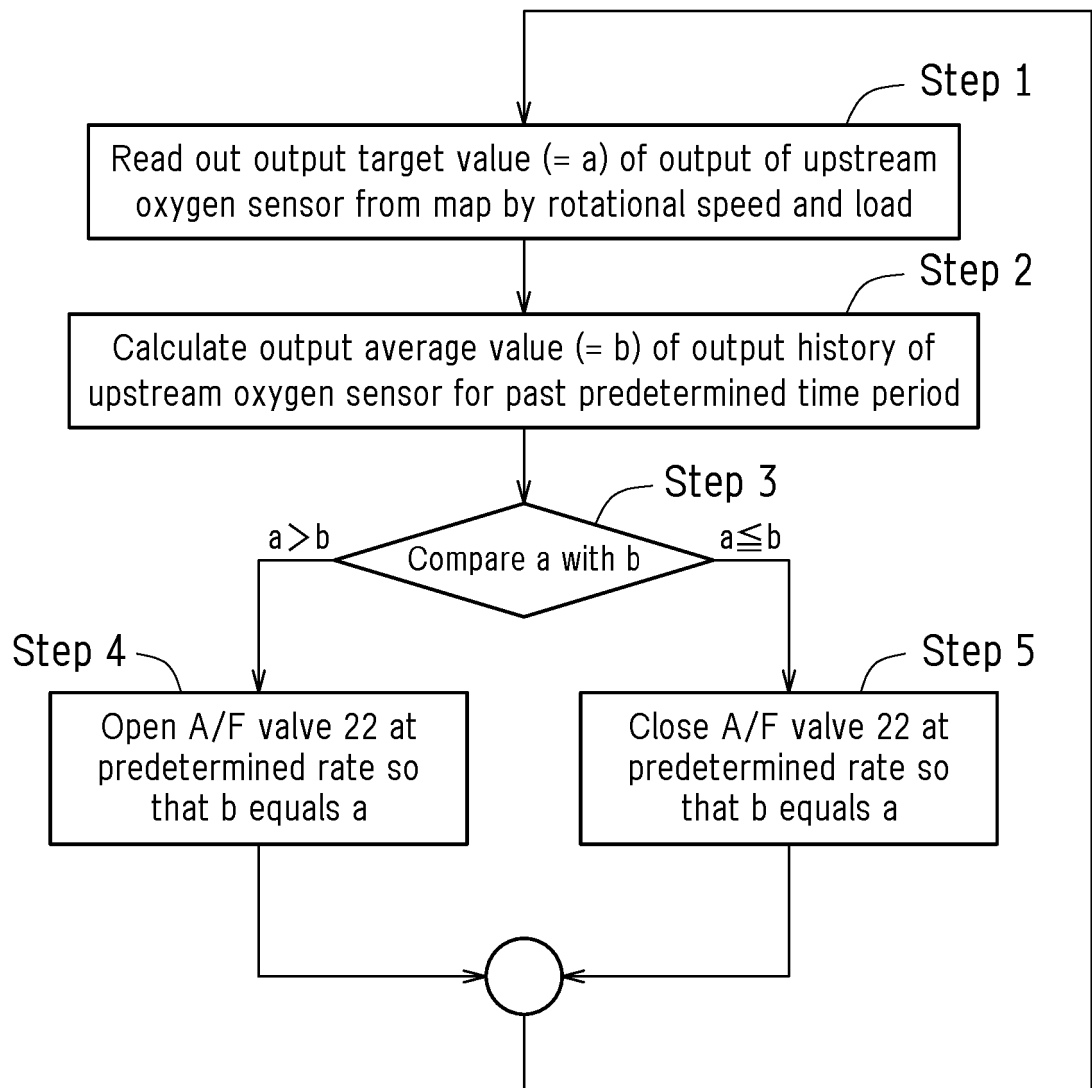 Step 1
Read out output target value (= a) of output of upstream
oxygen sensor from map by rotational speed and load
Step 2
Calculate output average value (= b) of output history of
upstream oxygen sensor for past predetermined time period
Step 3
a>b
Compare a with b
a≦b
Step 4
Open A/F valve 22 at
predetermined rate so
that b equals a
Step 5
Close A/F valve 22 at
predetermined rate so
that b equals a